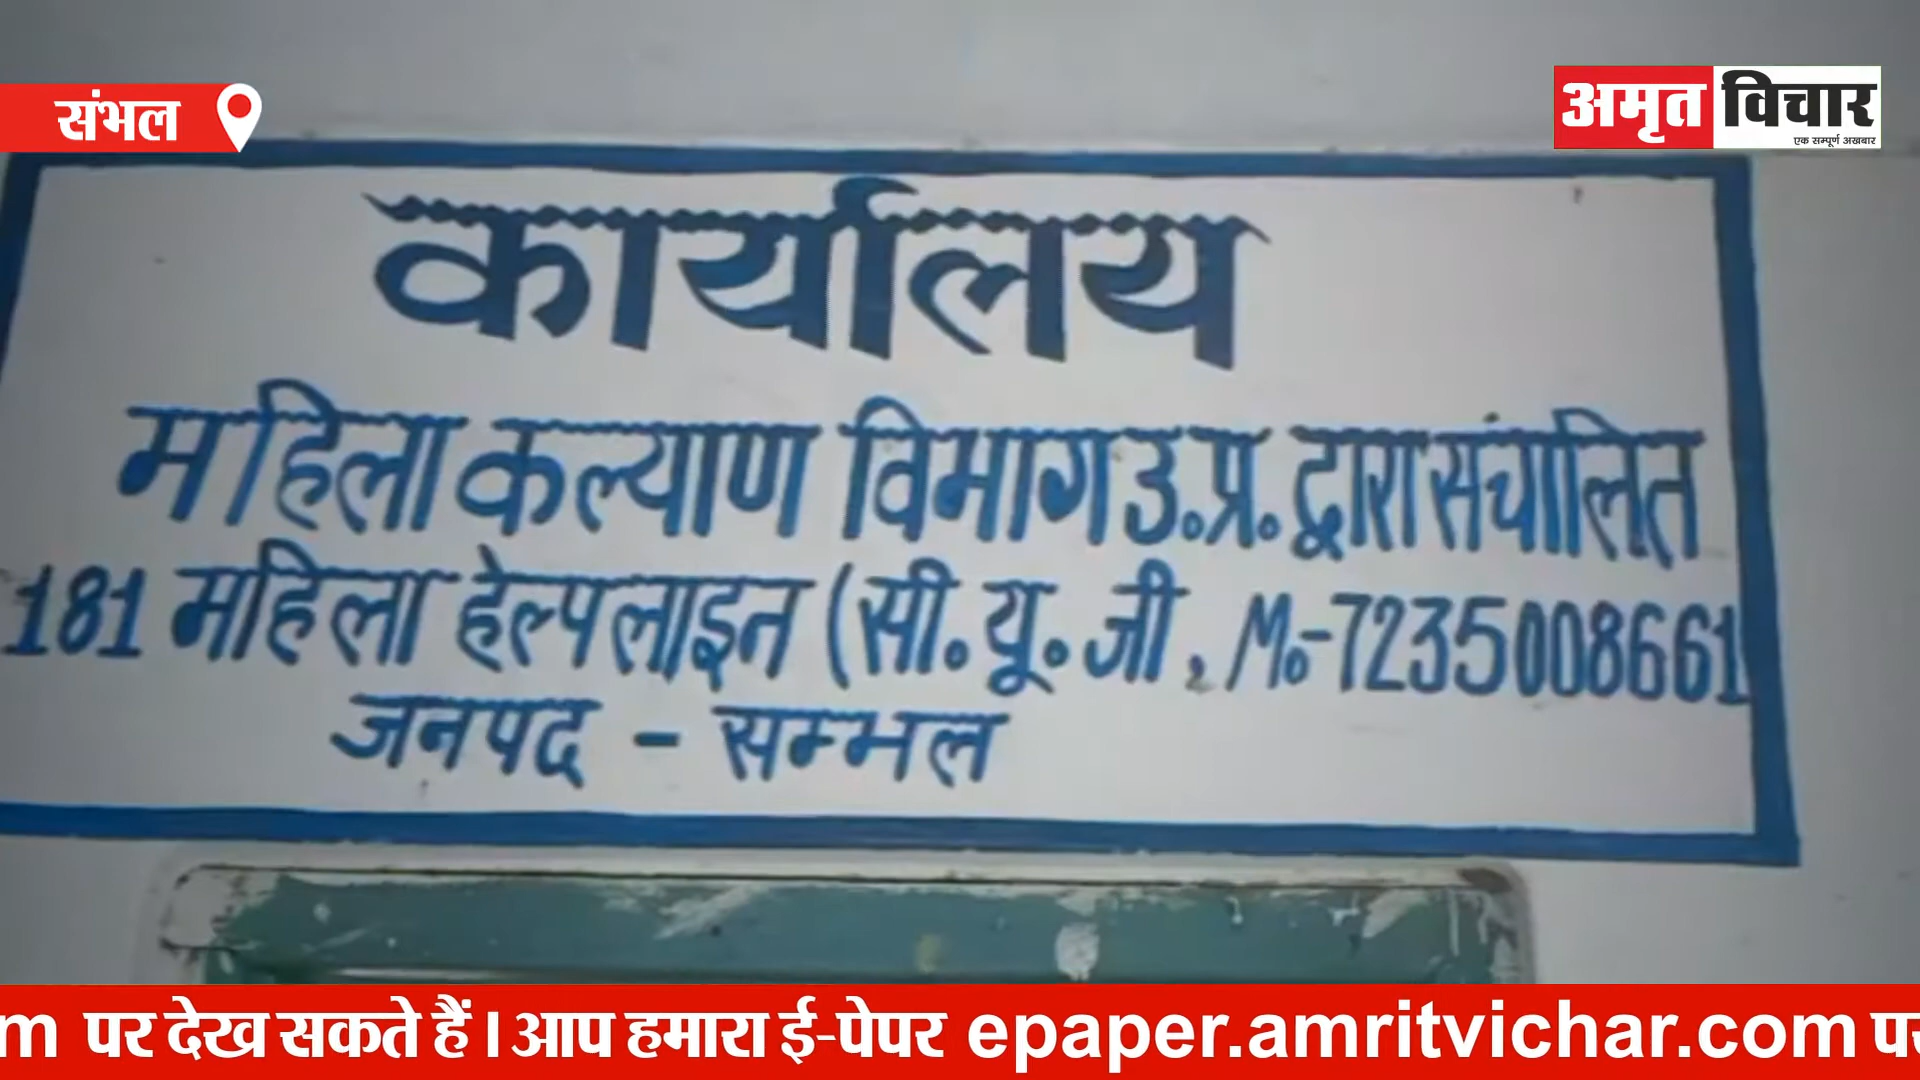 संभल
अमृत विचार
एक सम्पूर्ण अखबार
कार्यालय
महिला कल्याण विभाग उ.प्र. द्वारा संचालित
181 महिला हेल्पलाइन (सी.यू.जी. M.-7235008661
जनपद - सम्भल
पर देख सकते हैं । आप हमारा ई-पेपर epaper.amritvichar.com